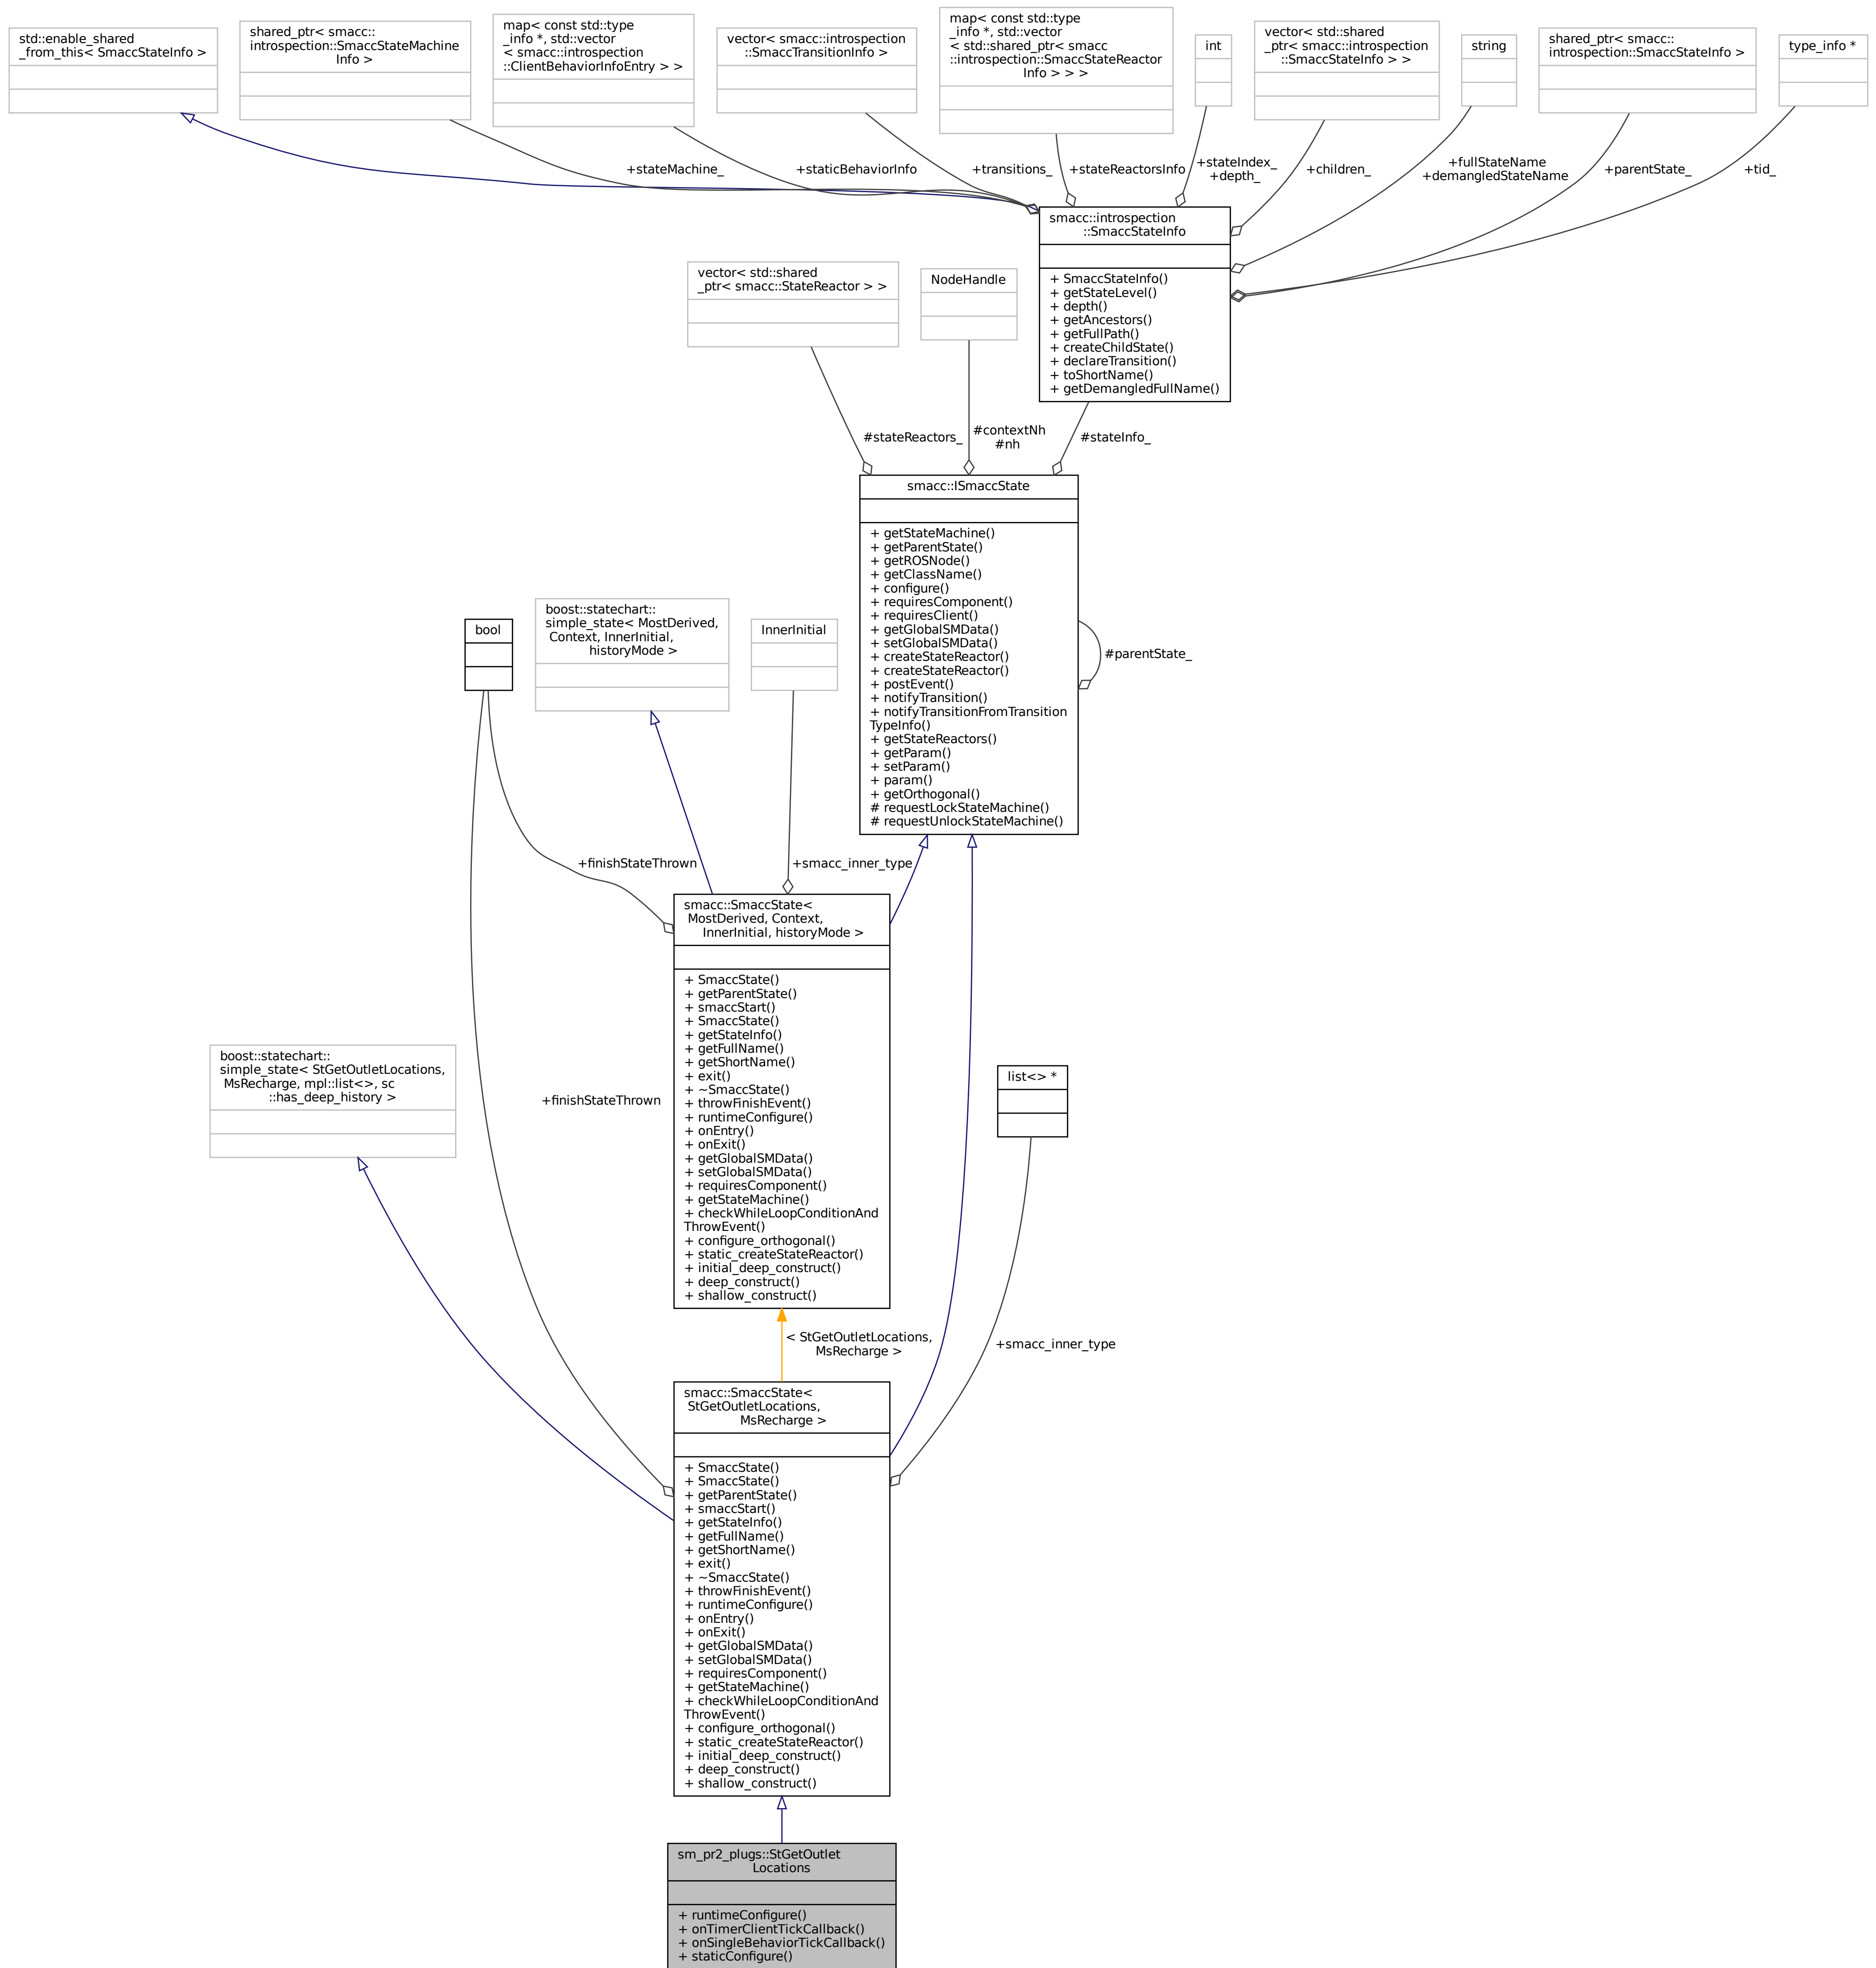 std::enable_shared
_from_this< SmaccStateInfo >
shared_ptr< smacc::
introspection::SmaccStateMachine
Info >
map< const std::type
_info *, std::vector
< smacc::introspection
::ClientBehaviorInfoEntry > >
vector< smacc::introspection
::SmaccTransitionInfo >
map< const std::type
_info *, std::vector
< std::shared_ptr< smacc
::introspection::SmaccStateReactor
Info > > >
int
vector< std::shared
_ptr< smacc::introspection
::SmaccStateInfo > >
string
shared_ptr< smacc::
introspection::SmaccStateInfo >
type_info *
+stateMachine_
+staticBehaviorInfo
+transitions_
+stateReactorsInfo
+stateIndex_
+depth_
+children_
+fullStateName
+demangledStateName
+parentState_
+tid_
smacc::introspection
::SmaccStateInfo
+ SmaccStateInfo()
+ getStateLevel()
+ depth()
+ getAncestors()
+ getFullPath()
+ createChildState()
+ declareTransition()
+ toShortName()
+ getDemangledFullName()
vector< std::shared
_ptr< smacc::StateReactor > >
NodeHandle
#stateReactors_
#contextNh
#nh
#stateInfo_
smacc::ISmaccState
+ getStateMachine()
+ getParentState()
+ getROSNode()
+ getClassName()
+ configure()
+ requiresComponent()
+ requiresClient()
+ getGlobalSMData()
+ setGlobalSMData()
+ createStateReactor()
+ createStateReactor()
+ postEvent()
+ notifyTransition()
+ notifyTransitionFromTransition
TypeInfo()
+ getStateReactors()
+ getParam()
+ setParam()
+ param()
+ getOrthogonal()
# requestLockStateMachine()
# requestUnlockStateMachine()
#parentState_
bool
boost::statechart::
simple_state< MostDerived,
Context, InnerInitial,
historyMode >
InnerInitial
+finishStateThrown
+smacc_inner_type
smacc::SmaccState<
MostDerived, Context,
InnerInitial, historyMode >
+ SmaccState()
+ getParentState()
+ smaccStart()
+ SmaccState()
+ getStateInfo()
+ getFullName()
+ getShortName()
+ exit()
+ ~SmaccState()
+ throwFinishEvent()
+ runtimeConfigure()
+ onEntry()
+ onExit()
+ getGlobalSMData()
+ setGlobalSMData()
+ requiresComponent()
+ getStateMachine()
+ checkWhileLoopConditionAnd
ThrowEvent()
+ configure_orthogonal()
+ static_createStateReactor()
+ initial_deep_construct()
+ deep_construct()
+ shallow_construct()
boost::statechart::
simple_state< StGetOutletLocations,
MsRecharge, mpl::list<>, sc
::has_deep_history >
+finishStateThrown
list<> *
< StGetOutletLocations,
MsRecharge >
+smacc_inner_type
smacc::SmaccState<
StGetOutletLocations,
MsRecharge >
+ SmaccState()
+ SmaccState()
+ getParentState()
+ smaccStart()
+ getStateInfo()
+ getFullName()
+ getShortName()
+ exit()
+ ~SmaccState()
+ throwFinishEvent()
+ runtimeConfigure()
+ onEntry()
+ onExit()
+ getGlobalSMData()
+ setGlobalSMData()
+ requiresComponent()
+ getStateMachine()
+ checkWhileLoopConditionAnd
ThrowEvent()
+ configure_orthogonal()
+ static_createStateReactor()
+ initial_deep_construct()
+ deep_construct()
+ shallow_construct()
sm_pr2_plugs::StGetOutlet
Locations
+ runtimeConfigure()
+ onTimerClientTickCallback()
+ onSingleBehaviorTickCallback()
+ staticConfigure()